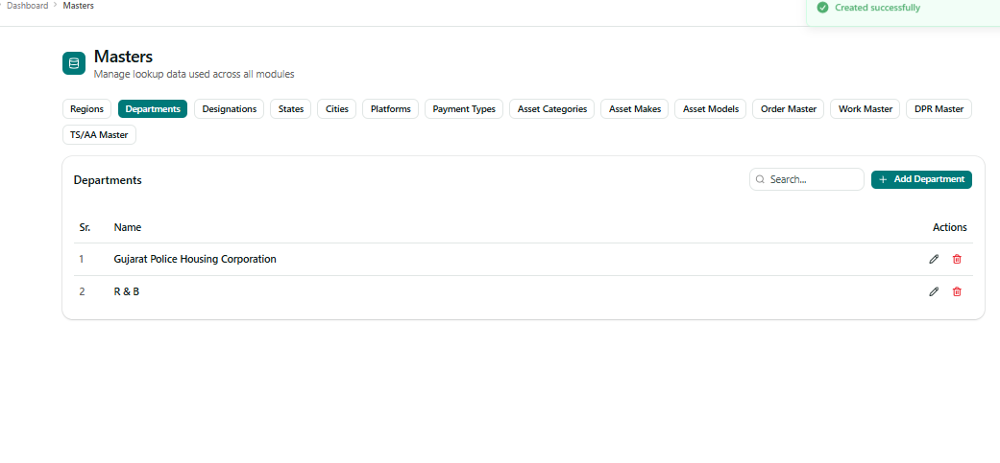 Dashboard > Masters
Created successfully
Masters
Manage lookup data used across all modules
Regions Departments Designations States Cities Platforms Payment Types Asset Categories Asset Makes Asset Models Order Master Work Master DPR Master
TS/AA Master
Departments Search... + Add Department
Sr. Name Actions
1 Gujarat Police Housing Corporation
2 R & B